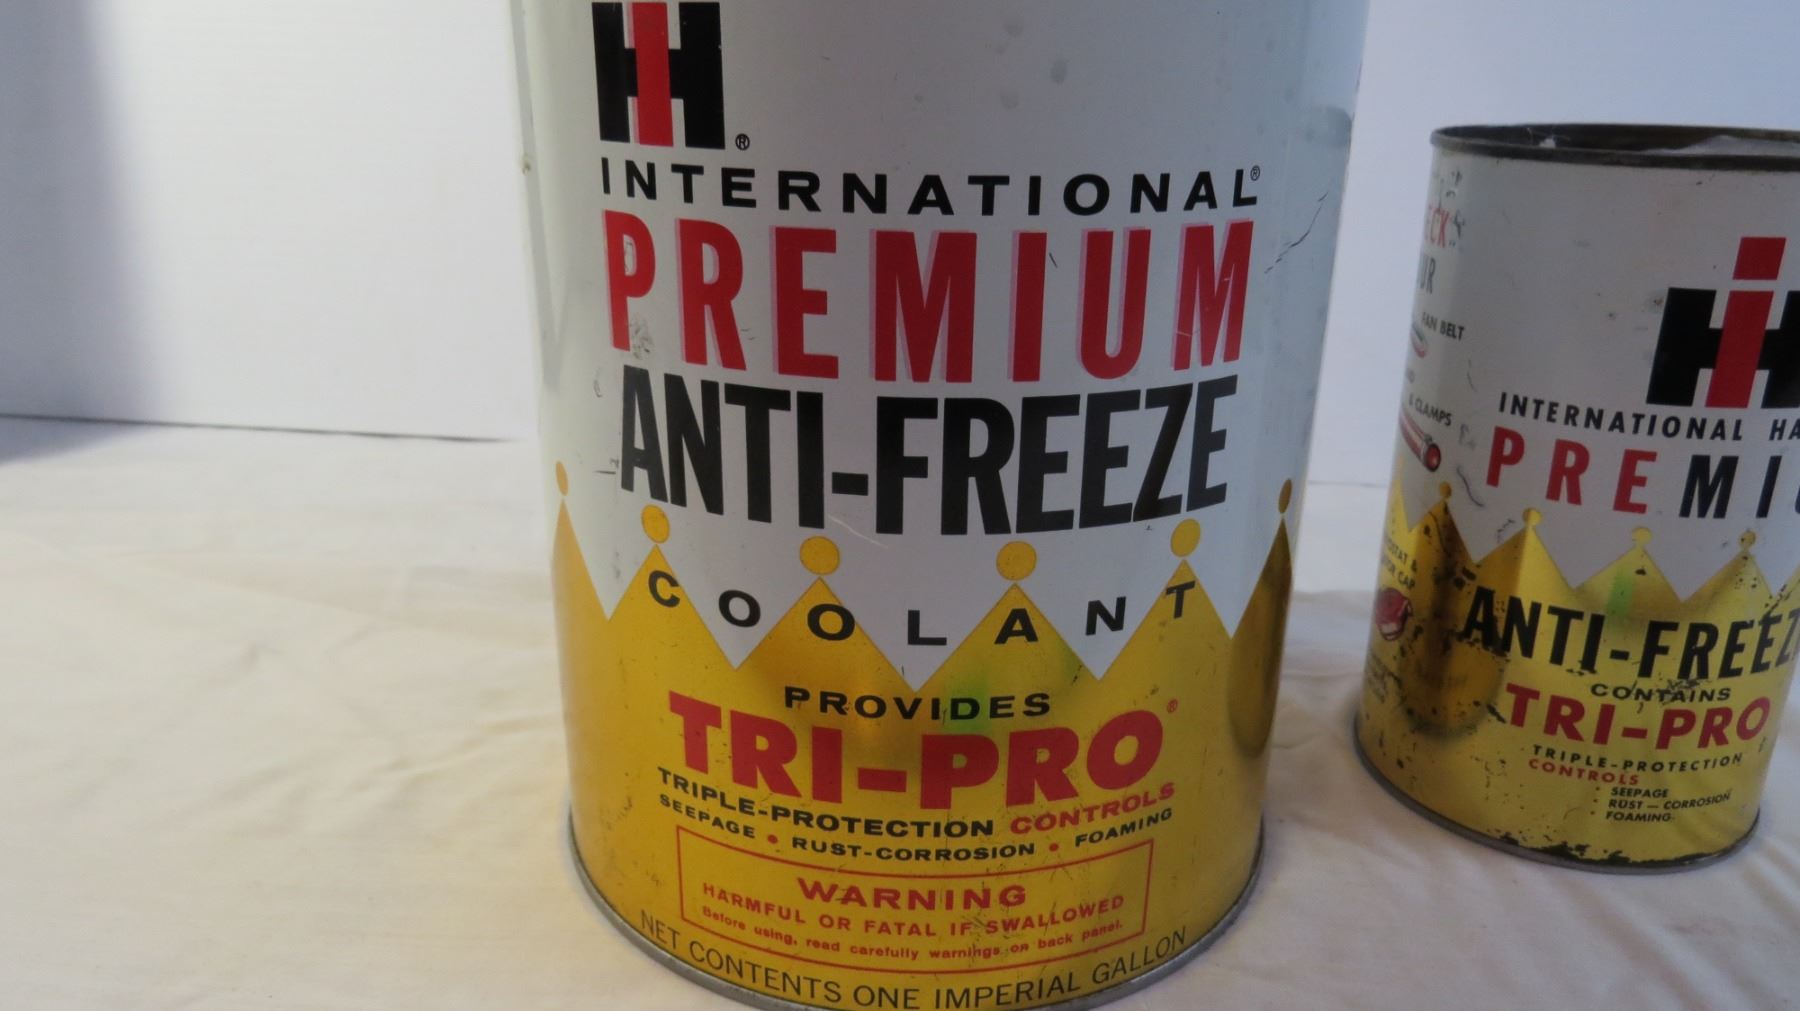 IH®
INTERNATIONAL®
PREMIUM
ANTI-FREEZE
COOLANT
PROVIDES
TRI-PRO®
TRIPLE-PROTECTION CONTROLS
SEEPAGE • RUST-CORROSION • FOAMING
WARNING
HARMFUL OR FATAL IF SWALLOWED
Before using, read carefully warnings on back panel.
NET CONTENTS ONE IMPERIAL GALLON
FAN BELT
& CLAMPS
CAP
IH
INTERNATIONAL HA
PREMI
ANTI-FREEZ
CONTAINS
TRI-PRO
TRIPLE-PROTECTION
CONTROLS
• SEEPAGE
• RUST — CORROSION
• FOAMING